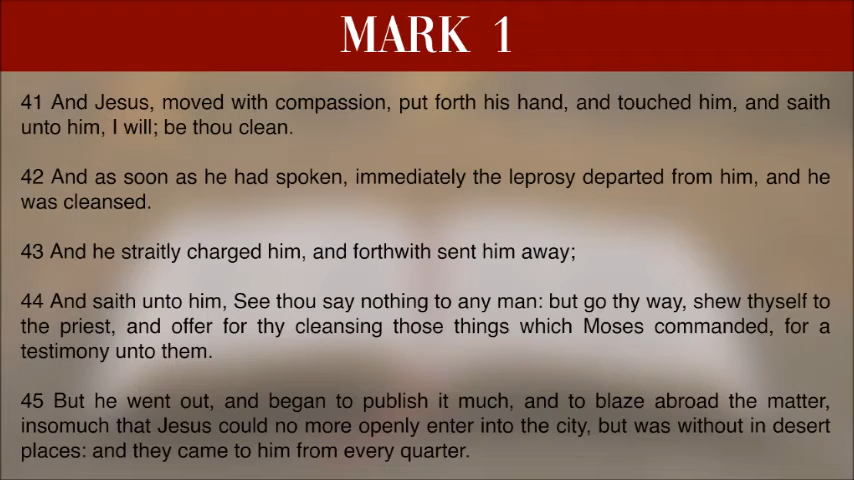 MARK 1
41 And Jesus, moved with compassion, put forth his hand, and touched him, and saith
unto him, I will; be thou clean.
42 And as soon as he had spoken, immediately the leprosy departed from him, and he
was cleansed.
43 And he straitly charged him, and forthwith sent him away;
44 And saith unto him, See thou say nothing to any man: but go thy way, shew thyself to
the priest, and offer for thy cleansing those things which Moses commanded, for a
testimony unto them.
45 But he went out, and began to publish it much, and to blaze abroad the matter,
insomuch that Jesus could no more openly enter into the city, but was without in desert
places: and they came to him from every quarter.